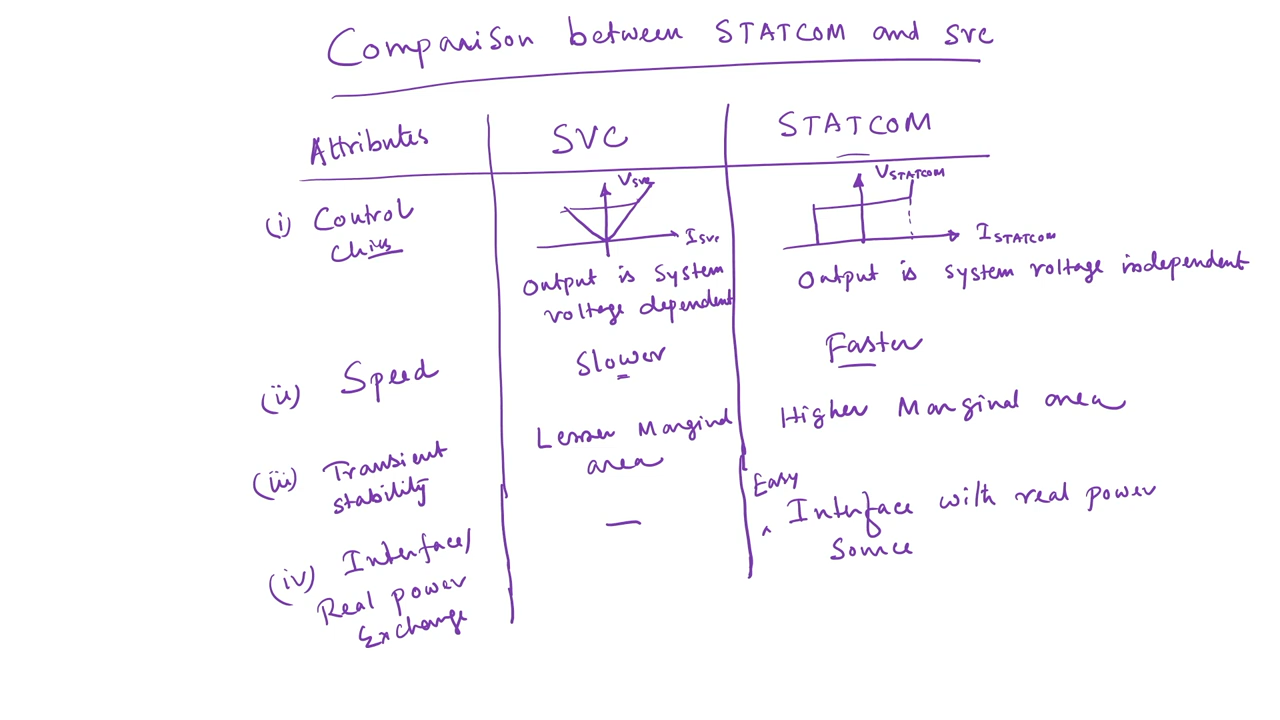 Comparison between STATCOM and SVC
Attributes
SVC
STATCOM
(i) Control
VSVC
ISVC
Output is system
voltage dependent
VSTATCOM
ISTATCOM
Output is system voltage independent
(ii) Speed
Slower
Faster
(iii) Transient
stability
Lesser Marginal
area
Higher Marginal area
(iv) Interface/
Real power
Exchange
—
Easy
Interface with real power
Source